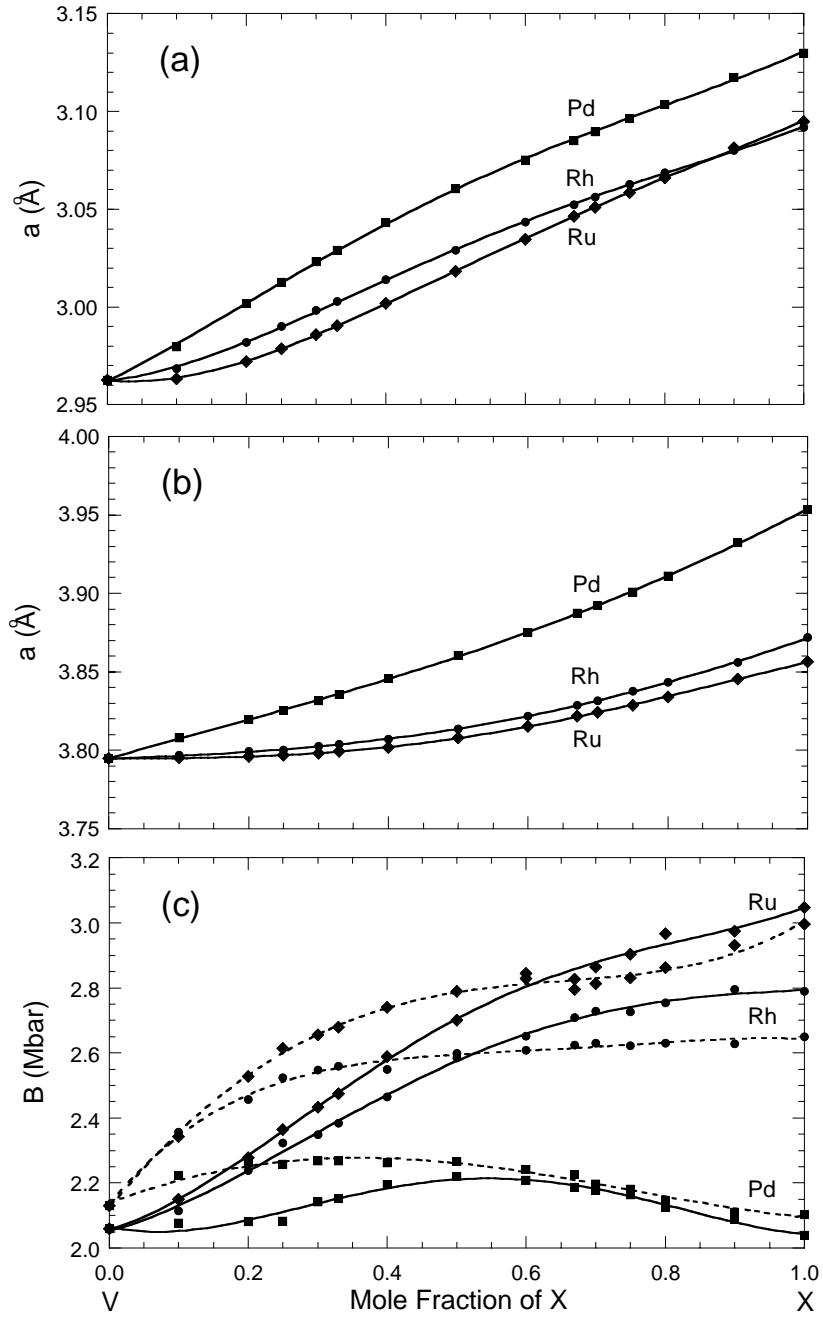 3.15
(a)
3.10
Pd
a (Å)
Rh
3.05
Ru
3.00
2.95
4.00
(b)
3.95
a (Å)
3.90
Pd
3.85
Rh
Ru
3.80
3.75
3.2
(c)
Ru
3.0
2.8
B (Mbar)
Rh
2.6
2.4
2.2
Pd
2.0
0.0 0.2 0.4 0.6 0.8 1.0
V Mole Fraction of X X